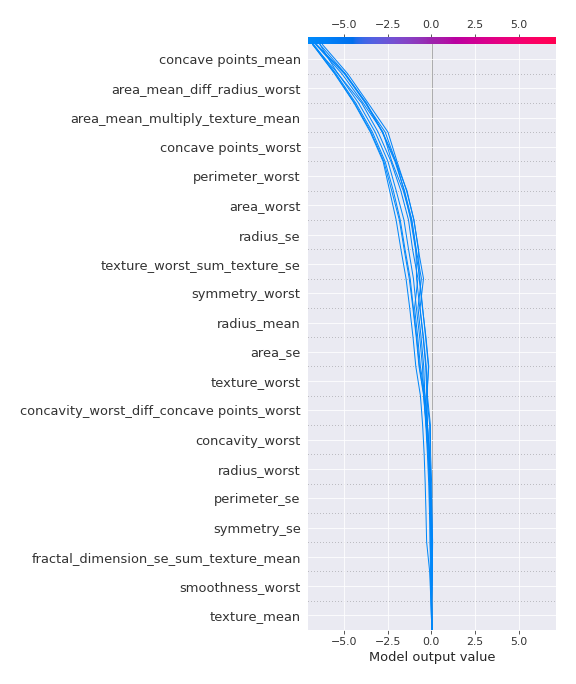 −5.0 −2.5 0.0 2.5 5.0
concave points_mean
area_mean_diff_radius_worst
area_mean_multiply_texture_mean
concave points_worst
perimeter_worst
area_worst
radius_se
texture_worst_sum_texture_se
symmetry_worst
radius_mean
area_se
texture_worst
concavity_worst_diff_concave points_worst
concavity_worst
radius_worst
perimeter_se
symmetry_se
fractal_dimension_se_sum_texture_mean
smoothness_worst
texture_mean
−5.0 −2.5 0.0 2.5 5.0
Model output value